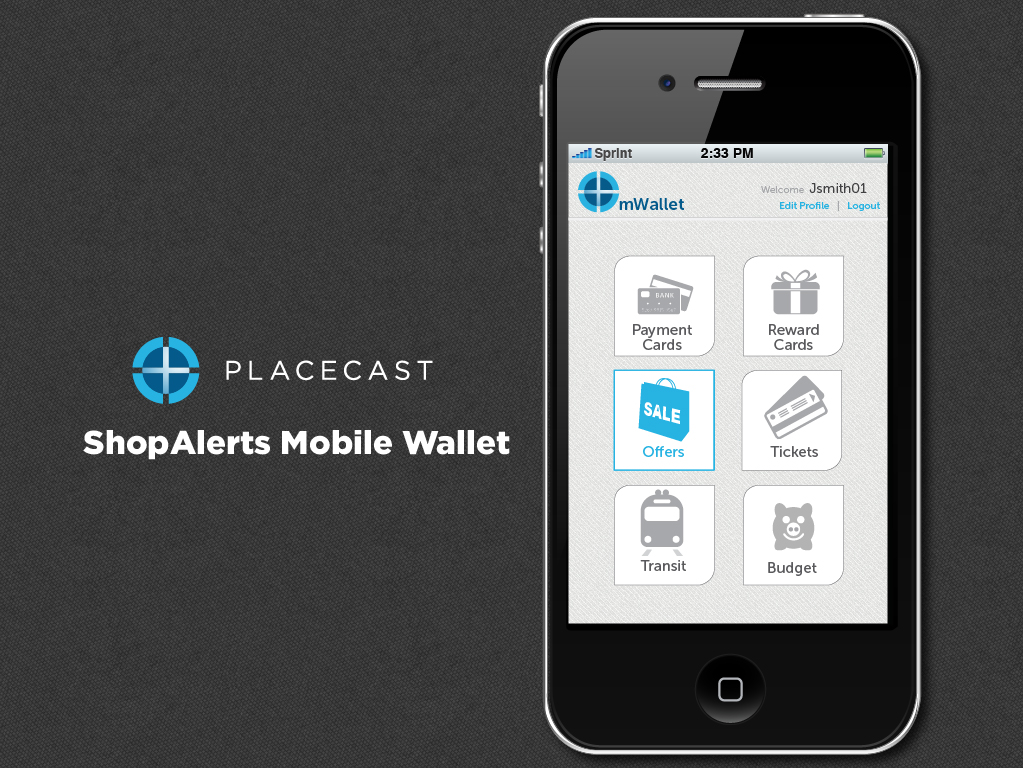 PLACECAST
ShopAlerts Mobile Wallet
Sprint 2:33 PM
mWallet
Welcome Jsmith01
Edit Profile | Logout
BANK
Payment
Cards
Reward
Cards
SALE
Offers
Tickets
Transit
Budget